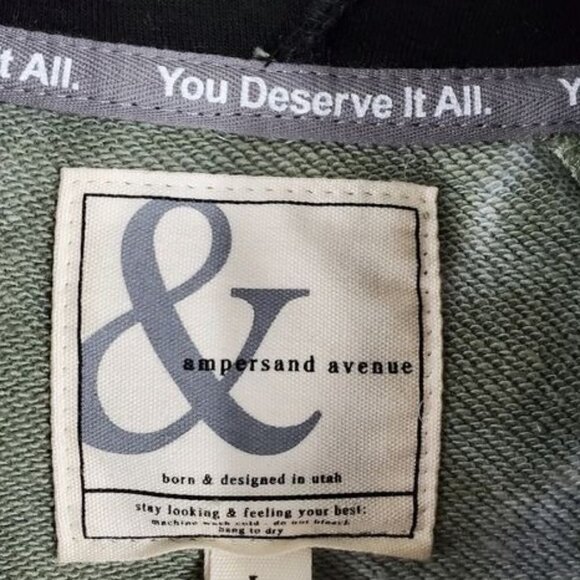 t All. You Deserve It All. Y
&
ampersand avenue
born & designed in utah
stay looking & feeling your best:
machine wash cold - do not bleach
hang to dry
L